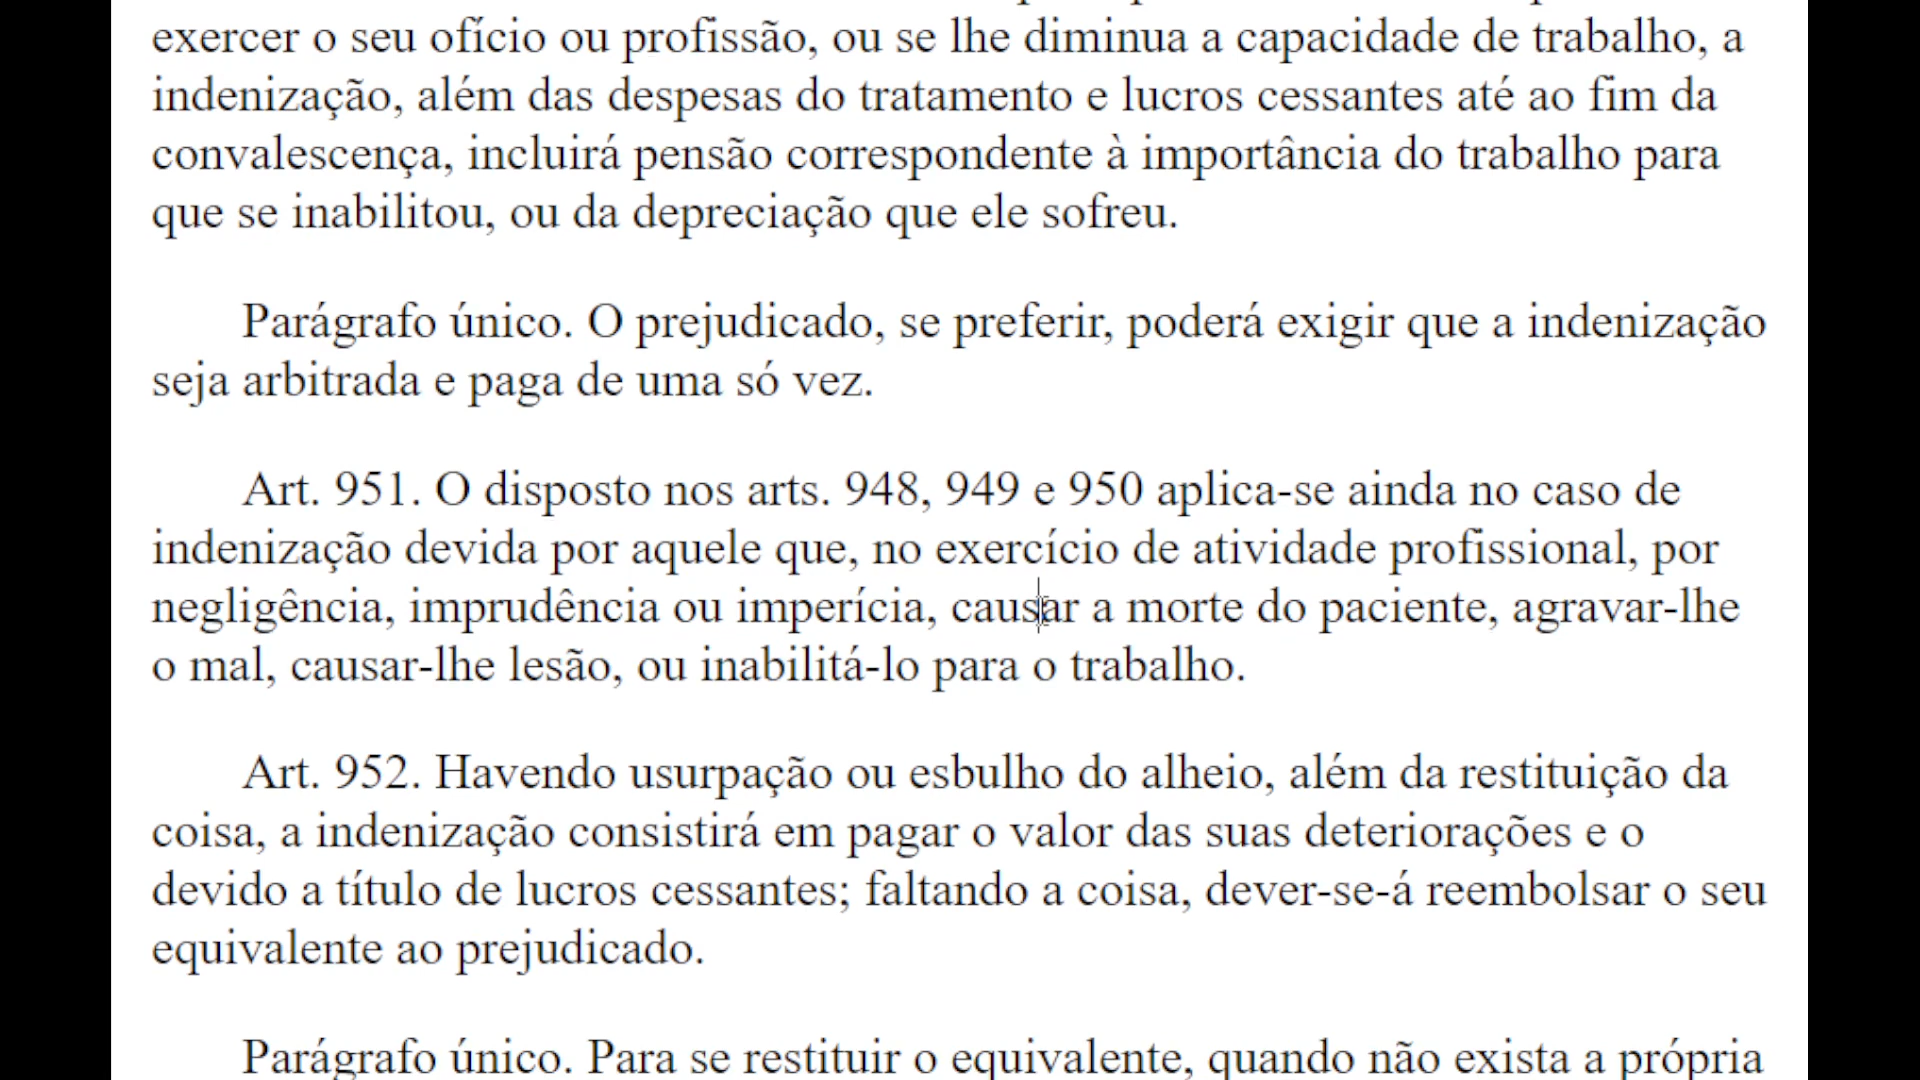 exercer o seu ofício ou profissão, ou se lhe diminua a capacidade de trabalho, a
indenização, além das despesas do tratamento e lucros cessantes até ao fim da
convalescença, incluirá pensão correspondente à importância do trabalho para
que se inabilitou, ou da depreciação que ele sofreu.
Parágrafo único. O prejudicado, se preferir, poderá exigir que a indenização
seja arbitrada e paga de uma só vez.
Art. 951. O disposto nos arts. 948, 949 e 950 aplica-se ainda no caso de
indenização devida por aquele que, no exercício de atividade profissional, por
negligência, imprudência ou imperícia, causar a morte do paciente, agravar-lhe
o mal, causar-lhe lesão, ou inabilitá-lo para o trabalho.
Art. 952. Havendo usurpação ou esbulho do alheio, além da restituição da
coisa, a indenização consistirá em pagar o valor das suas deteriorações e o
devido a título de lucros cessantes; faltando a coisa, dever-se-á reembolsar o seu
equivalente ao prejudicado.
Parágrafo único. Para se restituir o equivalente, quando não exista a própria